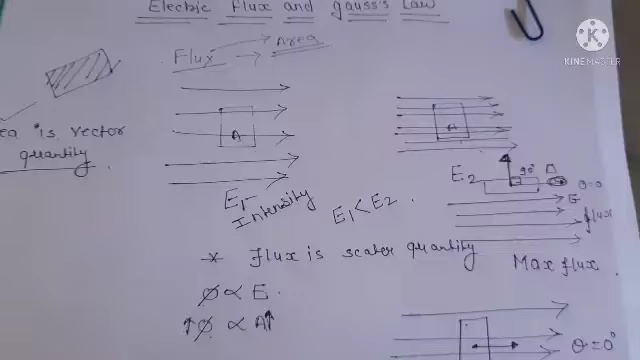 Electric Flux and gauss's Law
KINEMASTER
Flux → Area
A
A
is vector
quantity
E1
Intensity
E1 < E2
E2
90°
θ=0
E
flux
Max flux
* flux is scaler quantity
∅ ∝ E
↑∅ ∝ A↑
θ = 0°